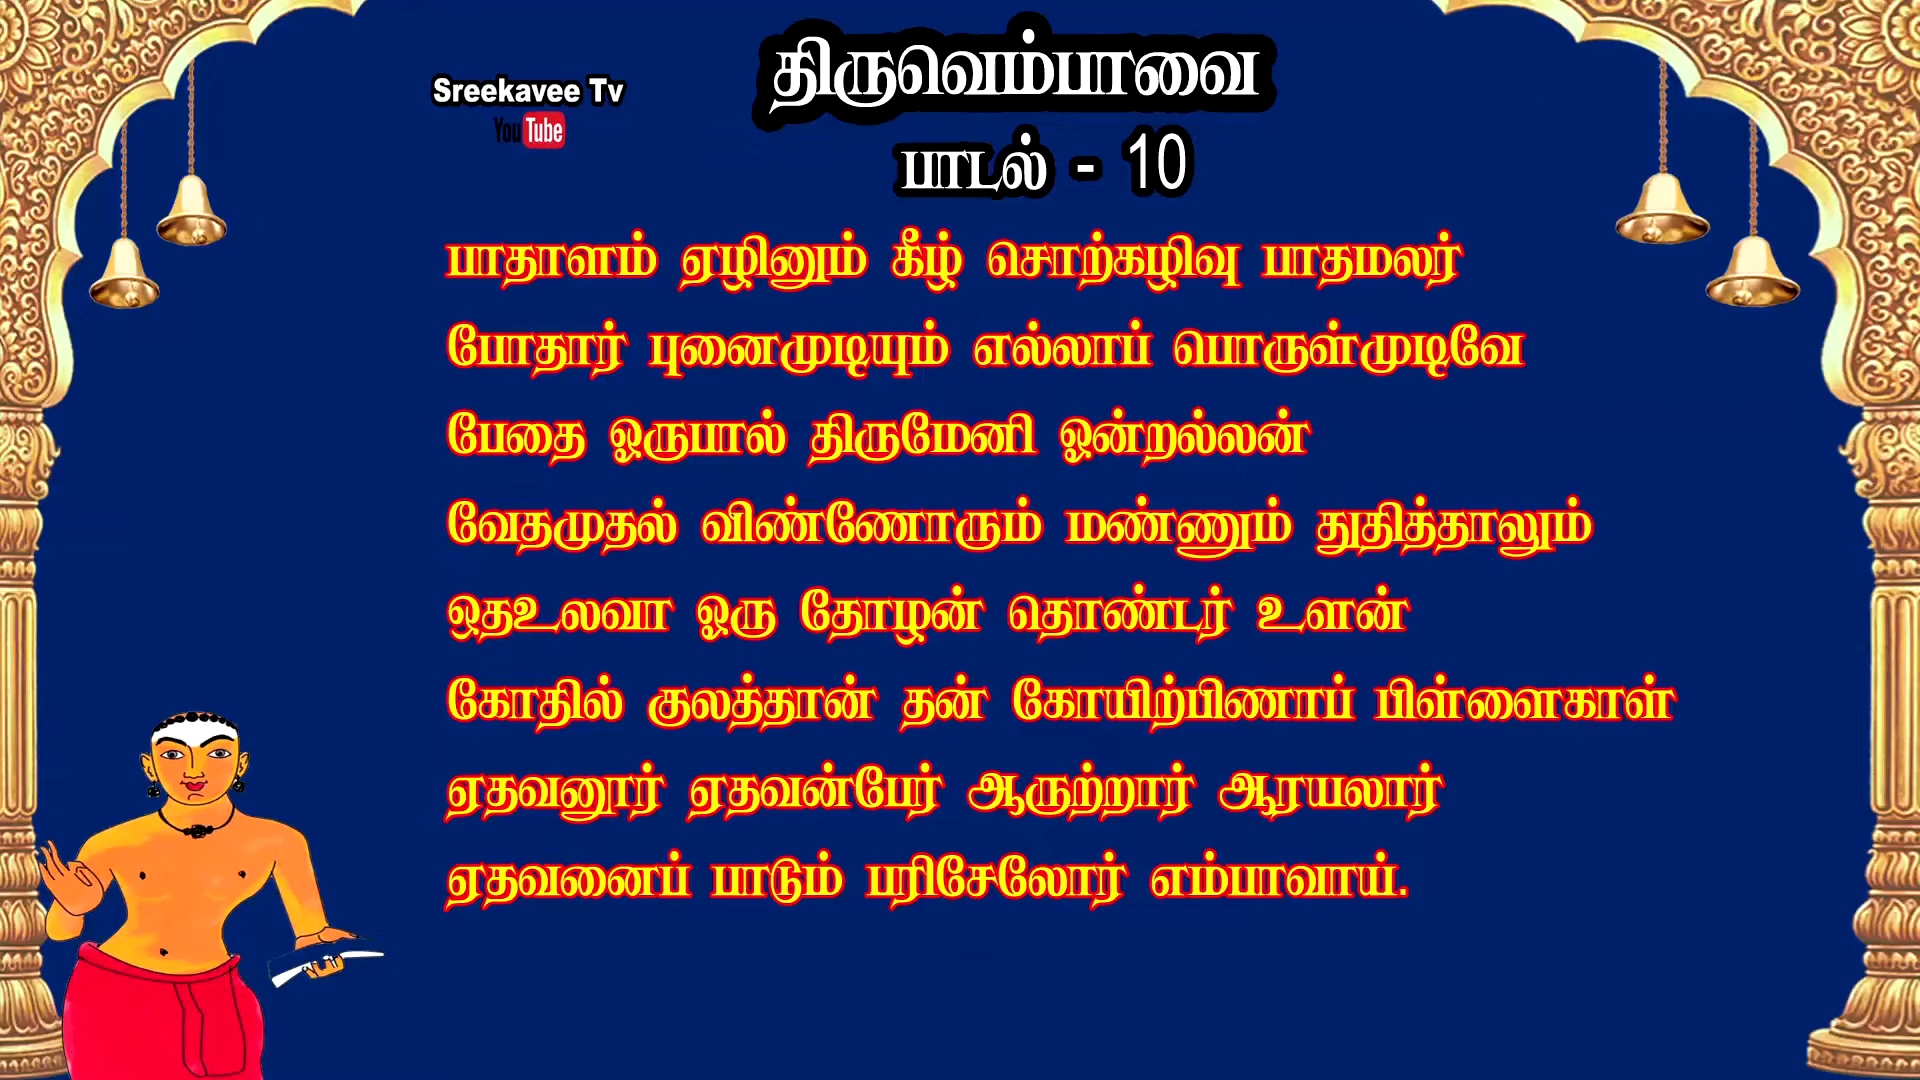 திருவெம்பாவை
Sreekavee Tv
YouTube
பாடல் - 10
பாதாளம் ஏழினும் கீழ் சொற்கழிவு பாதமலர்
போதார் புனைமுடியும் எல்லாப் பொருள்முடிவே
பேதை ஒருபால் திருமேனி ஒன்றல்லன்
வேதமுதல் விண்ணோரும் மண்ணும் துதித்தாலும்
ஒதஉலவா ஒரு தோழன் தொண்டர் உளன்
கோதில் குலத்தான் தன் கோயிற்பிணாப் பிள்ளைகாள்
ஏதவனூர் ஏதவன்பேர் ஆருற்றார் ஆரயலார்
ஏதவனைப் பாடும் பரிசேலோர் எம்பாவாய்.